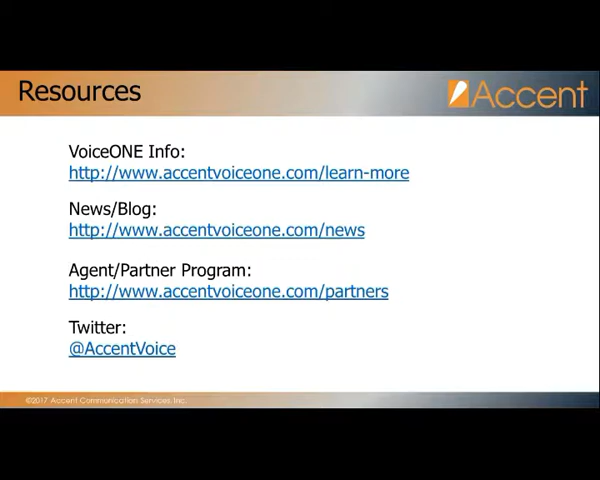 Resources
Accent
VoiceONE Info:
http://www.accentvoiceone.com/learn-more
News/Blog:
http://www.accentvoiceone.com/news
Agent/Partner Program:
http://www.accentvoiceone.com/partners
Twitter:
@AccentVoice
©2017 Accent Communication Services, Inc.